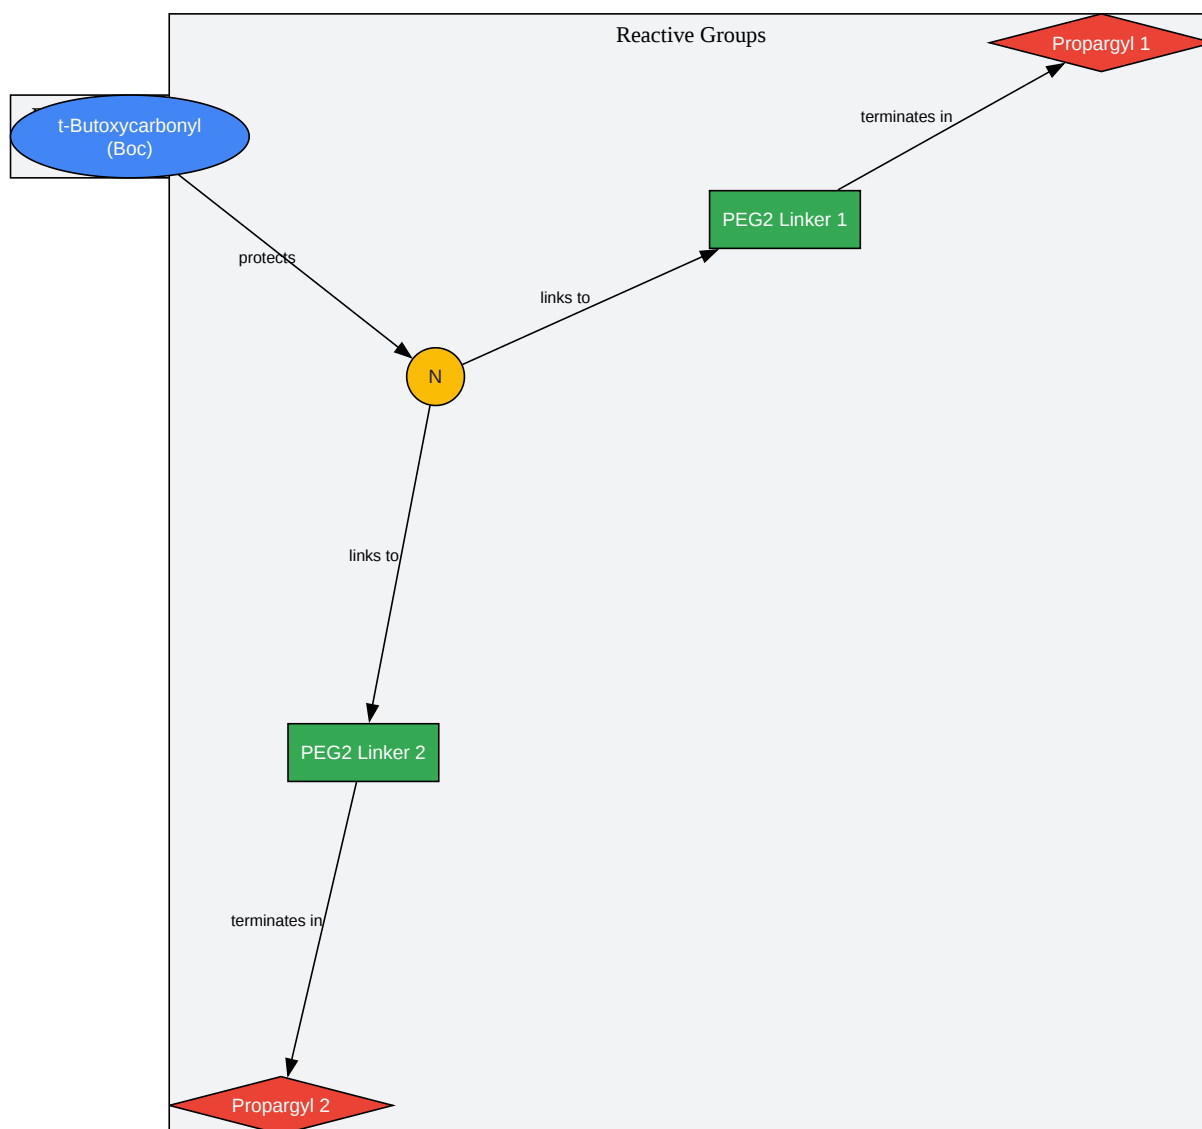 Reactive Groups
Propargyl 1
terminates in
t-Butoxycarbonyl
(Boc)
PEG2 Linker 1
protects
links to
N
links to
PEG2 Linker 2
terminates in
Propargyl 2